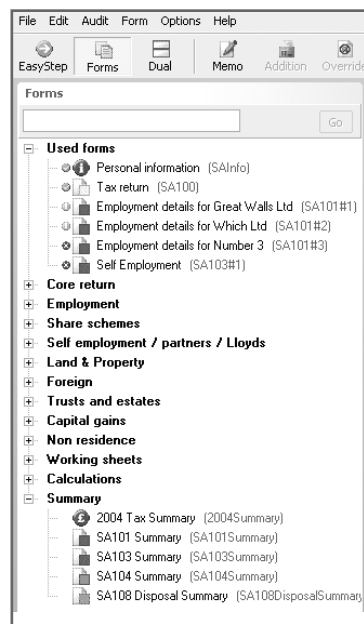 File Edit Audit Form Options Help
EasyStep Forms Dual Memo Addition Override
Forms
Go
Used forms
Personal information (SAInfo)
Tax return (SA100)
Employment details for Great Walls Ltd (SA101#1)
Employment details for Which Ltd (SA101#2)
Employment details for Number 3 (SA101#3)
Self Employment (SA103#1)
Core return
Employment
Share schemes
Self employment / partners / Lloyds
Land & Property
Foreign
Trusts and estates
Capital gains
Non residence
Working sheets
Calculations
Summary
2004 Tax Summary (2004Summary)
SA101 Summary (SA101Summary)
SA103 Summary (SA103Summary)
SA104 Summary (SA104Summary)
SA108 Disposal Summary (SA108DisposalSummary